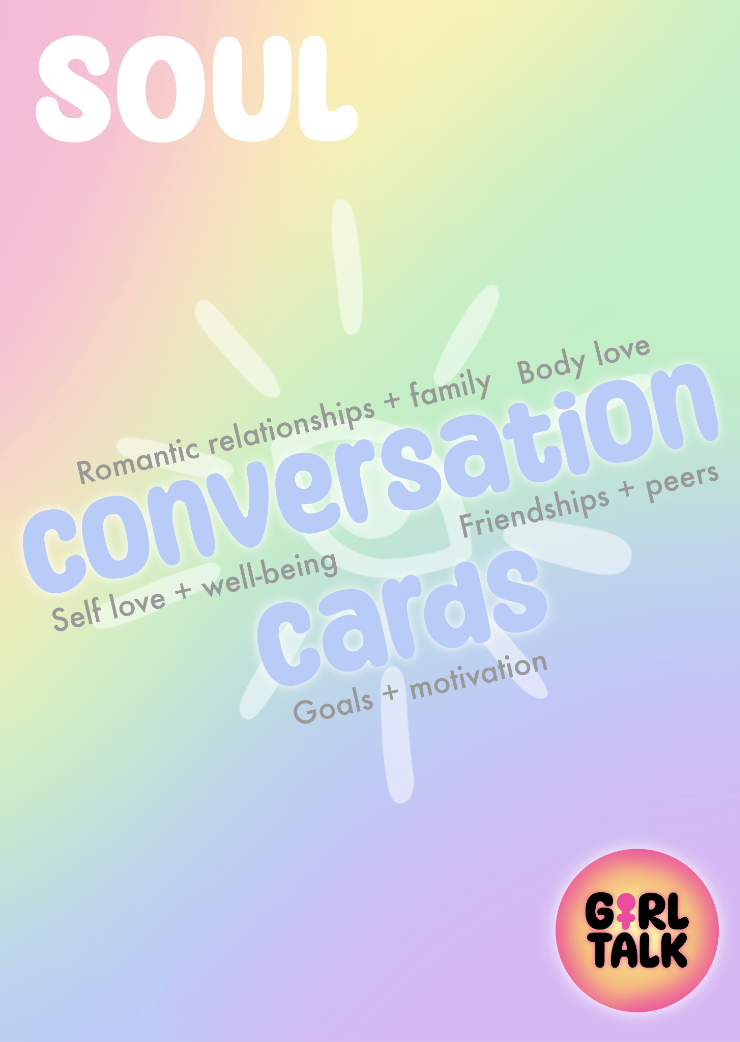 SOUL
Romantic relationships + family
Body love
conversation
Friendships + peers
Self love + well-being
cards
Goals + motivation
GIRL
TALK